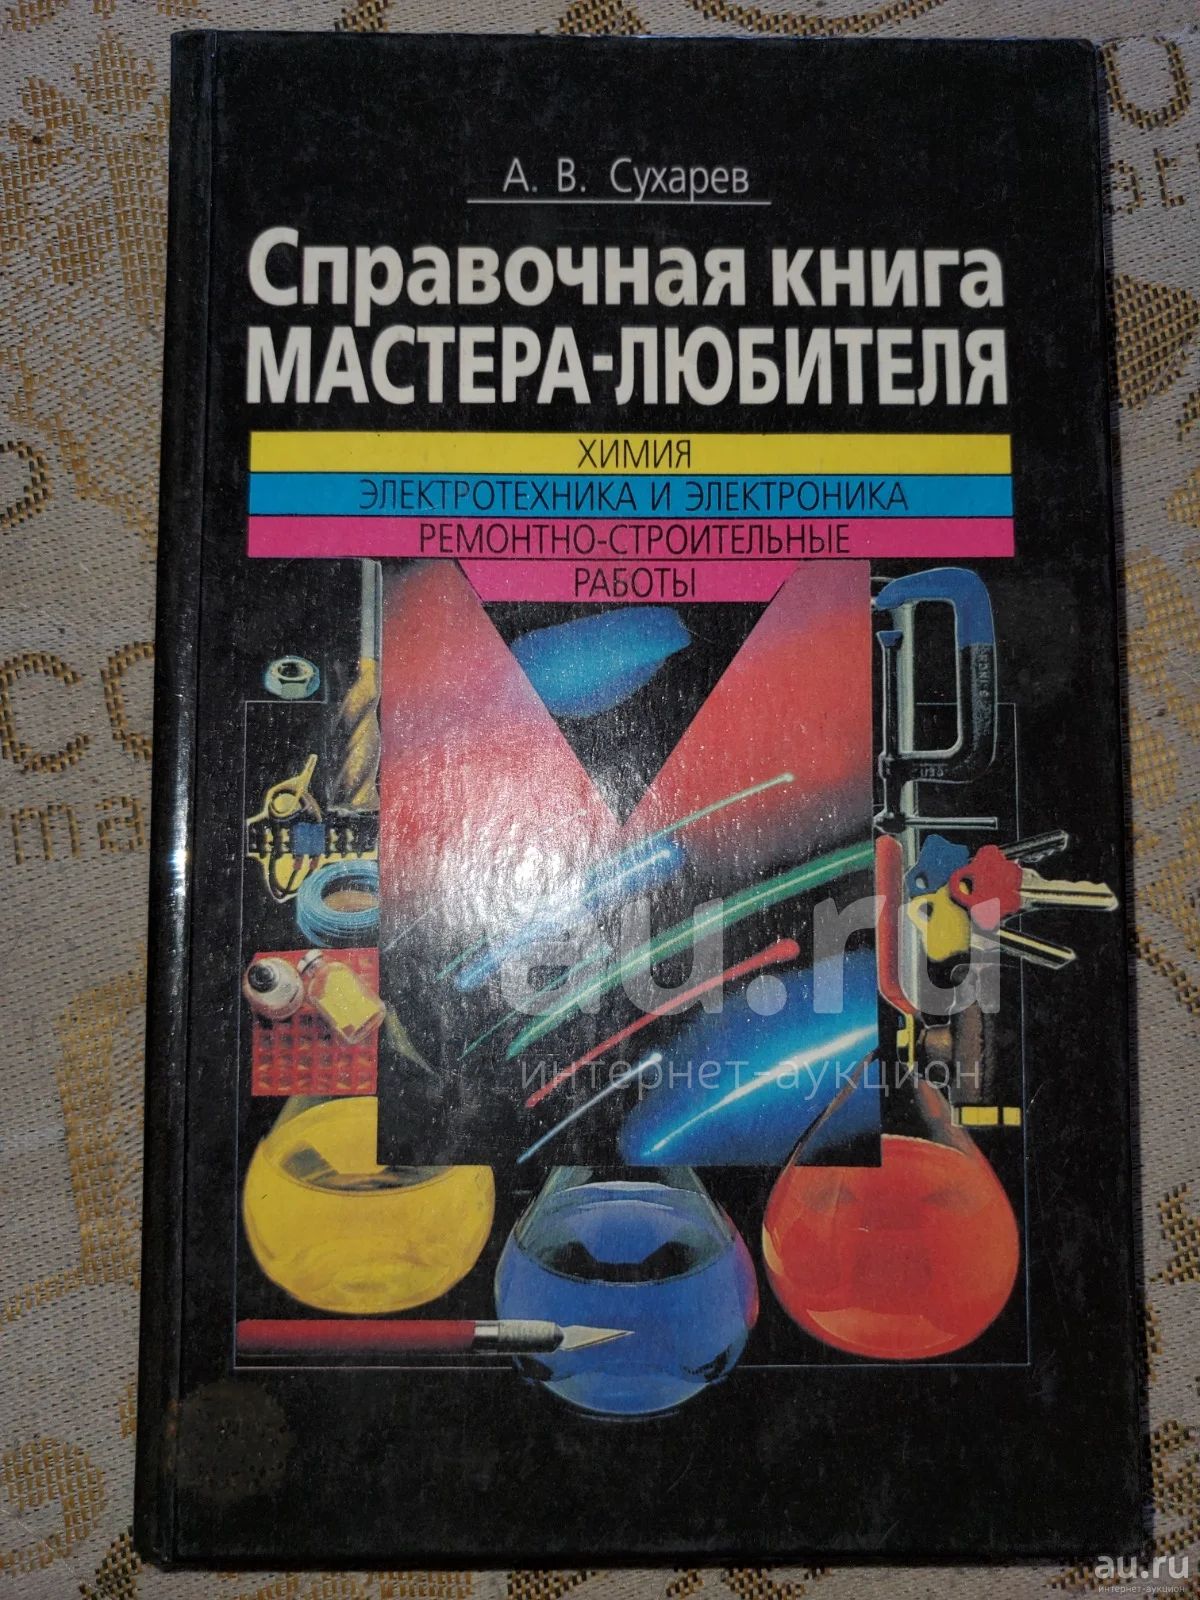 А. В. Сухарев
Справочная книга
МАСТЕРА-ЛЮБИТЕЛЯ
ХИМИЯ
ЭЛЕКТРОТЕХНИКА И ЭЛЕКТРОНИКА
РЕМОНТНО-СТРОИТЕЛЬНЫЕ
РАБОТЫ
USA
au.ru
интернет-аукцион
au.ru
интернет-аукцион